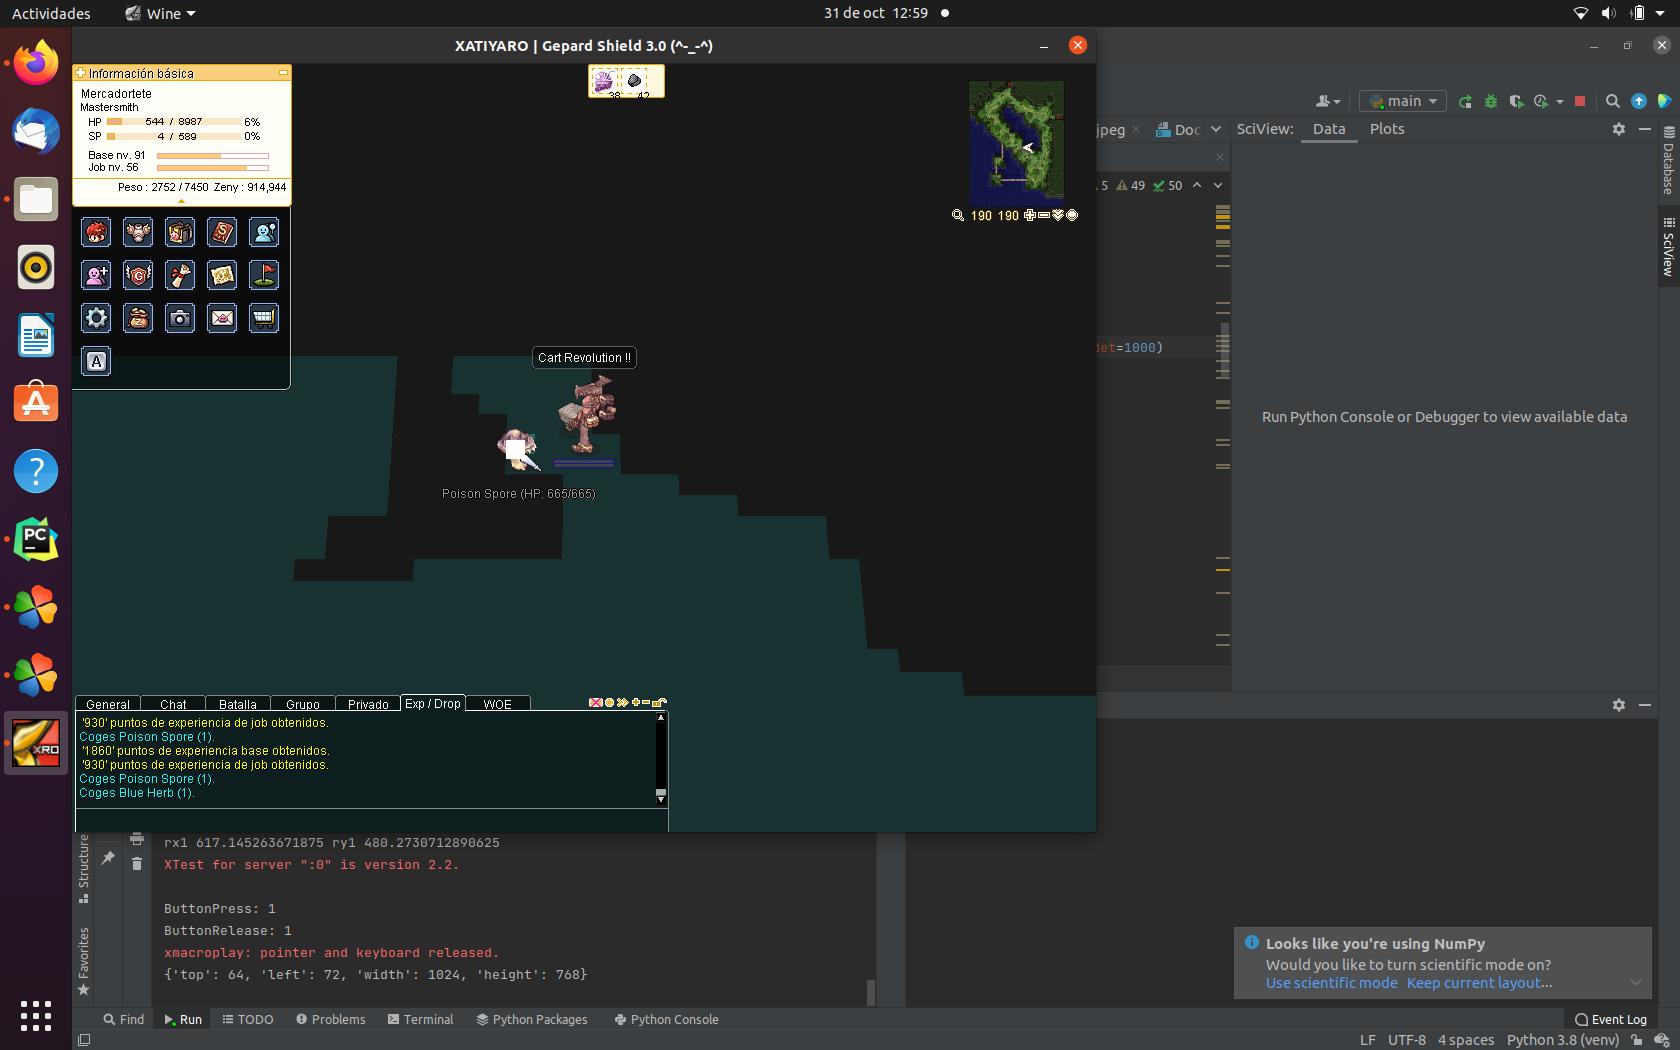 Actividades
Wine
31 de oct 12:59
XATIYARO | Gepard Shield 3.0 (^-_-^)
Información básica
Mercadortete
Mastersmith
HP 544 / 8987 6%
SP 4 / 589 0%
Base nv. 91
Job nv. 56
Peso : 2752 / 7450 Zeny : 914,944
A
38 42
190 190
Cart Revolution !!
Poison Spore (HP: 665/665)
General Chat Batalla Grupo Privado Exp / Drop WOE
'930' puntos de experiencia de job obtenidos.
Coges Poison Spore (1).
'1860' puntos de experiencia base obtenidos.
'930' puntos de experiencia de job obtenidos.
Coges Poison Spore (1).
Coges Blue Herb (1).
main
jpeg Doc
SciView: Data Plots
5 49 50
det=1000)
Run Python Console or Debugger to view available data
Database
SciView
PC
XRO
Structure
Favorites
rx1 617.145263671875 ry1 480.2730712890625
XTest for server ":0" is version 2.2.
ButtonPress: 1
ButtonRelease: 1
xmacroplay: pointer and keyboard released.
{'top': 64, 'left': 72, 'width': 1024, 'height': 768}
Looks like you're using NumPy
Would you like to turn scientific mode on?
Use scientific mode Keep current layout...
Find Run TODO Problems Terminal Python Packages Python Console Event Log
LF UTF-8 4 spaces Python 3.8 (venv)